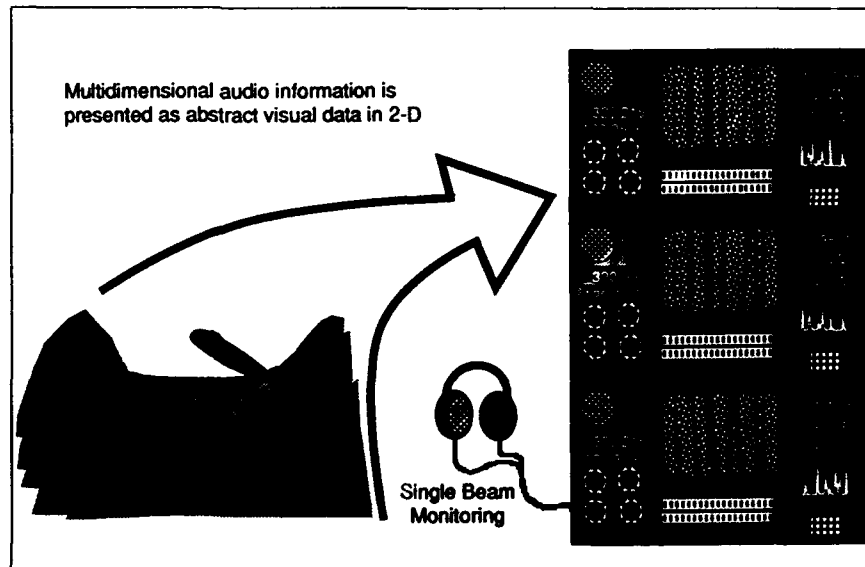 Multidimensional audio information is
presented as abstract visual data in 2-D
Single Beam
Monitoring